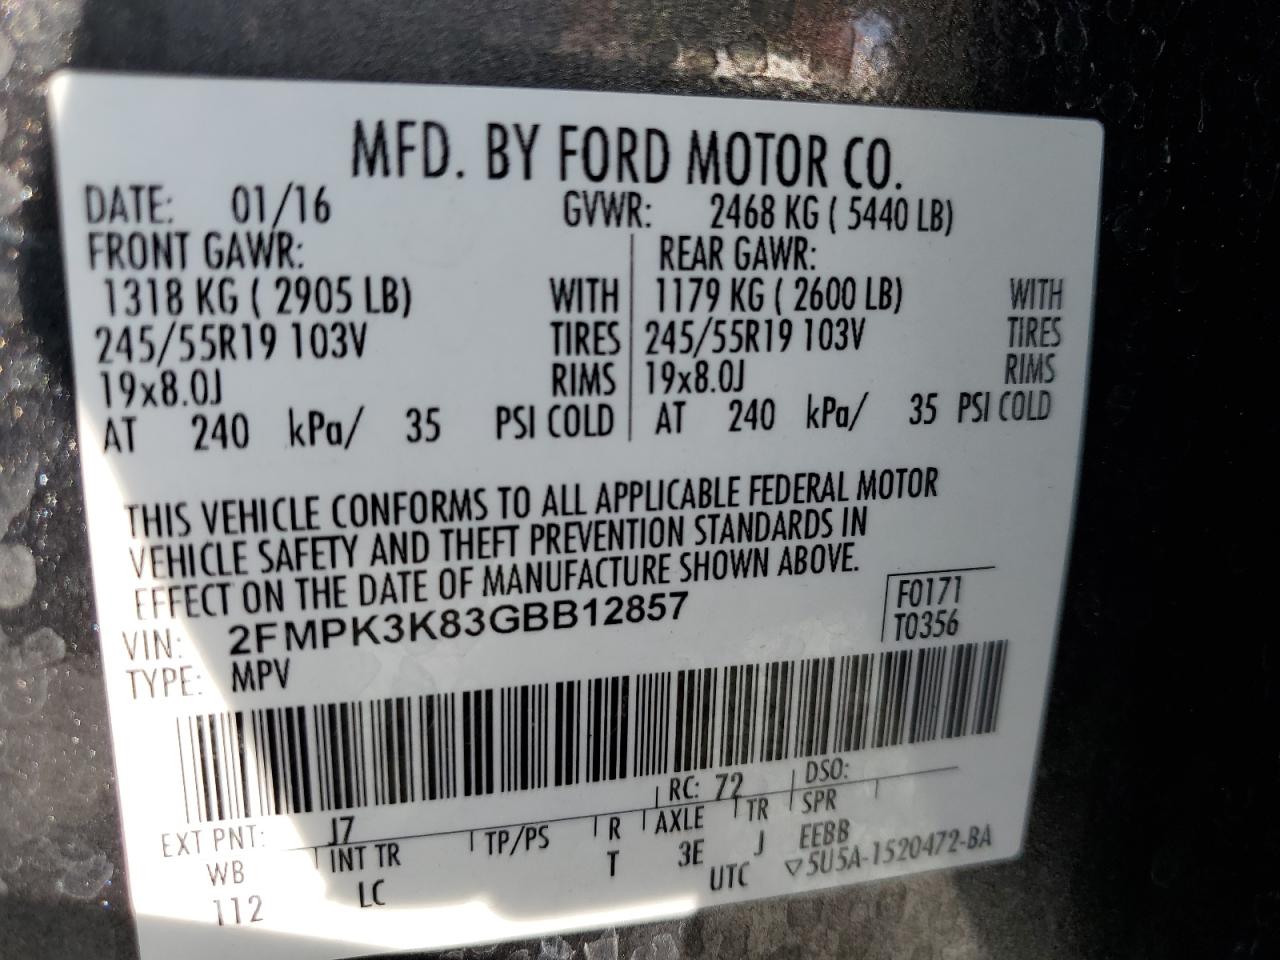 MFD. BY FORD MOTOR CO.
DATE: 01/16 GVWR: 2468 KG ( 5440 LB)
FRONT GAWR: REAR GAWR:
1318 KG ( 2905 LB) WITH 1179 KG ( 2600 LB) WITH
245/55R19 103V TIRES 245/55R19 103V TIRES
19x8.0J RIMS 19x8.0J RIMS
AT 240 kPa/ 35 PSI COLD AT 240 kPa/ 35 PSI COLD
THIS VEHICLE CONFORMS TO ALL APPLICABLE FEDERAL MOTOR
VEHICLE SAFETY AND THEFT PREVENTION STANDARDS IN
EFFECT ON THE DATE OF MANUFACTURE SHOWN ABOVE.
VIN: 2FMPK3K83GBB12857 F0171
TYPE: MPV T0356
EXT PNT: J7 RC: 72 DSO:
WB INT TR TP/PS R AXLE TR SPR
112 LC T 3E J EEBB
UTC ▽5U5A-1520472-BA